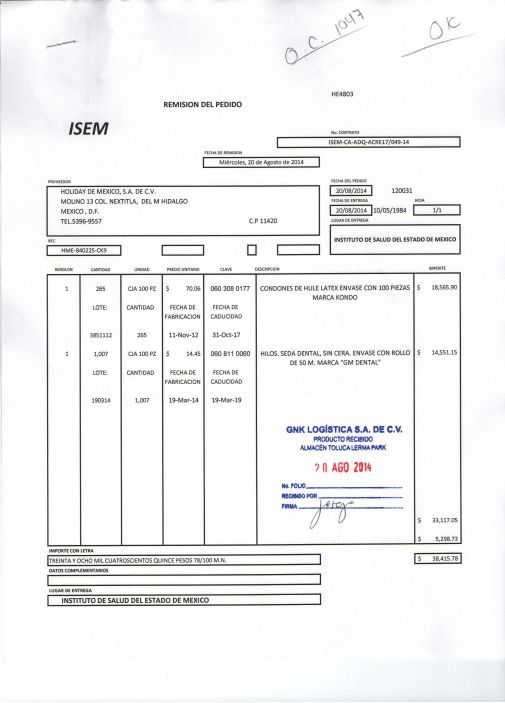 O.C. 1047
OK
HE4803
REMISION DEL PEDIDO
ISEM
No. CONTRATO
ISEM-CA-ADQ-ACRE17/049-14
FECHA DE REMISION
Miércoles, 20 de Agosto de 2014
PROVEEDOR
HOLIDAY DE MEXICO, S.A. DE C.V.
MOLINO 13 COL. NEXTITLA, DEL M HIDALGO
MEXICO , D.F.
TEL.5396-9557 C.P 11420
FECHA DEL PEDIDO
20/08/2014 120031
FECHA DE ENTREGA HOJA
20/08/2014 10/05/1984 1/1
LUGAR DE ENTREGA
INSTITUTO DE SALUD DEL ESTADO DE MEXICO
RFC
HME-840225-CK9
RENGLON CANTIDAD UNIDAD PRECIO UNITARIO CLAVE DESCRIPCION IMPORTE
1 265 CJA 100 PZ $ 70.06 060 308 0177 CONDONES DE HULE LATEX ENVASE CON 100 PIEZAS $ 18,565.90
MARCA KONDO
LOTE: CANTIDAD FECHA DE FABRICACION FECHA DE CADUCIDAD
3851112 265 11-Nov-12 31-Oct-17
1 1,007 CJA 100 PZ $ 14.45 060 811 0060 HILOS. SEDA DENTAL, SIN CERA. ENVASE CON ROLLO $ 14,551.15
DE 50 M. MARCA "GM DENTAL"
LOTE: CANTIDAD FECHA DE FABRICACION FECHA DE CADUCIDAD
190314 1,007 19-Mar-14 19-Mar-19
GNK LOGÍSTICA S.A. DE C.V.
PRODUCTO RECIBIDO
ALMACÉN TOLUCA LERMA PARK
20 AGO 2014
No. FOLIO
RECIBIDO POR
FIRMA
$ 33,117.05
$ 5,298.73
IMPORTE CON LETRA
TREINTA Y OCHO MIL CUATROSCIENTOS QUINCE PESOS 78/100 M.N. $ 38,415.78
DATOS COMPLEMENTARIOS
LUGAR DE ENTREGA
INSTITUTO DE SALUD DEL ESTADO DE MEXICO